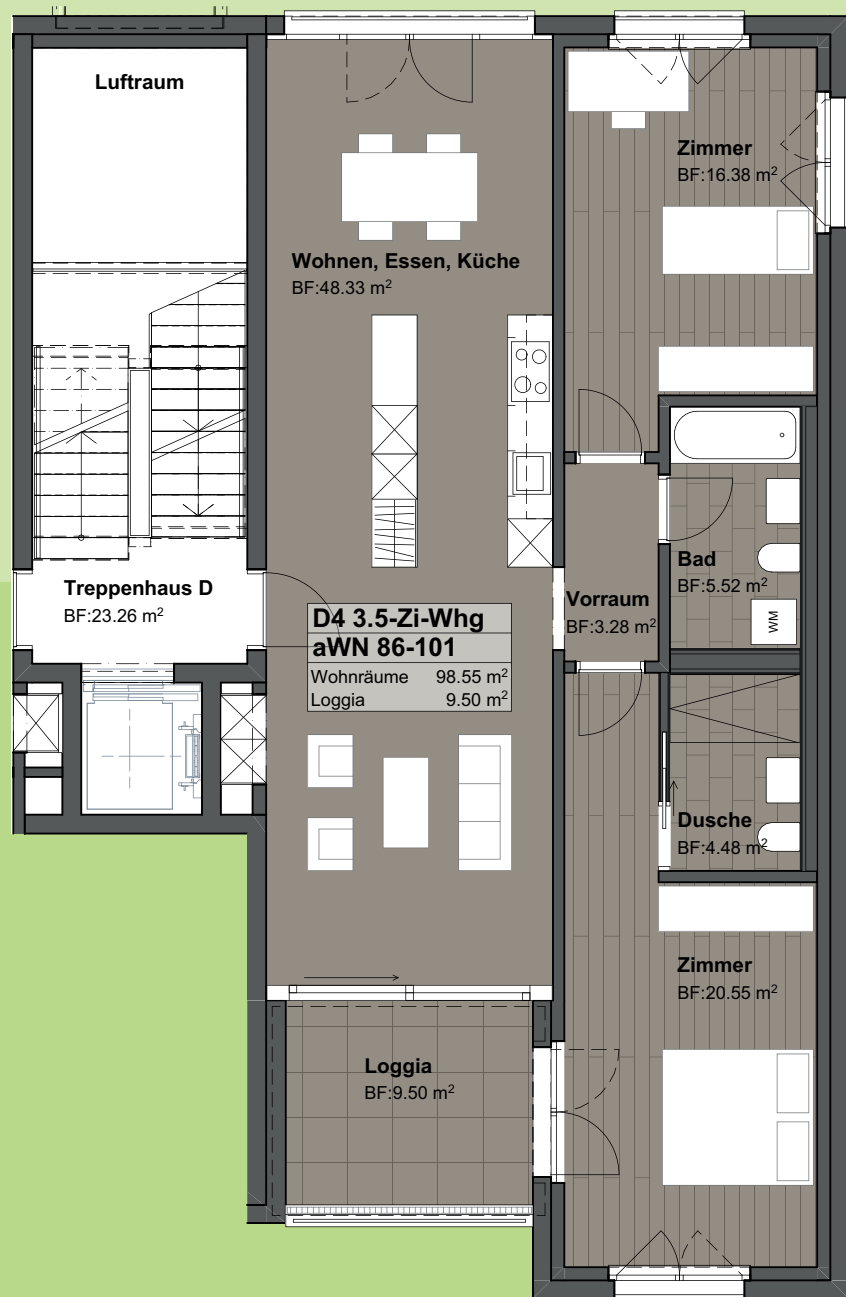 Luftraum
Zimmer
BF:16.38 m²
Wohnen, Essen, Küche
BF:48.33 m²
Treppenhaus D
BF:23.26 m²
Bad
BF:5.52 m²
WM
Vorraum
BF:3.28 m²
D4 3.5-Zi-Whg
aWN 86-101
Wohnräume 98.55 m²
Loggia 9.50 m²
Dusche
BF:4.48 m²
Zimmer
BF:20.55 m²
Loggia
BF:9.50 m²